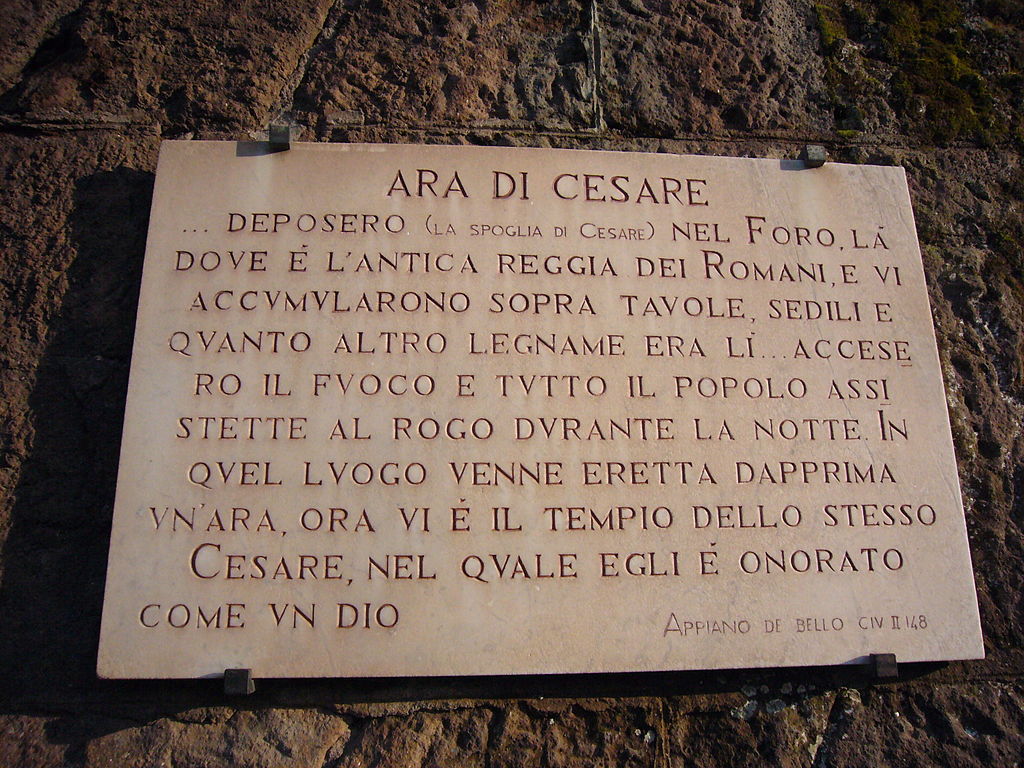 ARA DI CESARE
... DEPOSERO (LA SPOGLIA DI CESARE) NEL FORO, LÁ
DOVE É L'ANTICA REGGIA DEI ROMANI, E VI
ACCVMVLARONO SOPRA TAVOLE, SEDILI E
QVANTO ALTRO LEGNAME ERA LÌ... ACCESE
RO IL FVOCO E TVTTO IL POPOLO ASSI
STETTE AL ROGO DVRANTE LA NOTTE. IN
QVEL LVOGO VENNE ERETTA DAPPRIMA
VN'ARA, ORA VI É IL TEMPIO DELLO STESSO
CESARE, NEL QVALE EGLI É ONORATO
COME VN DIO
APPIANO DE BELLO CIV II 148